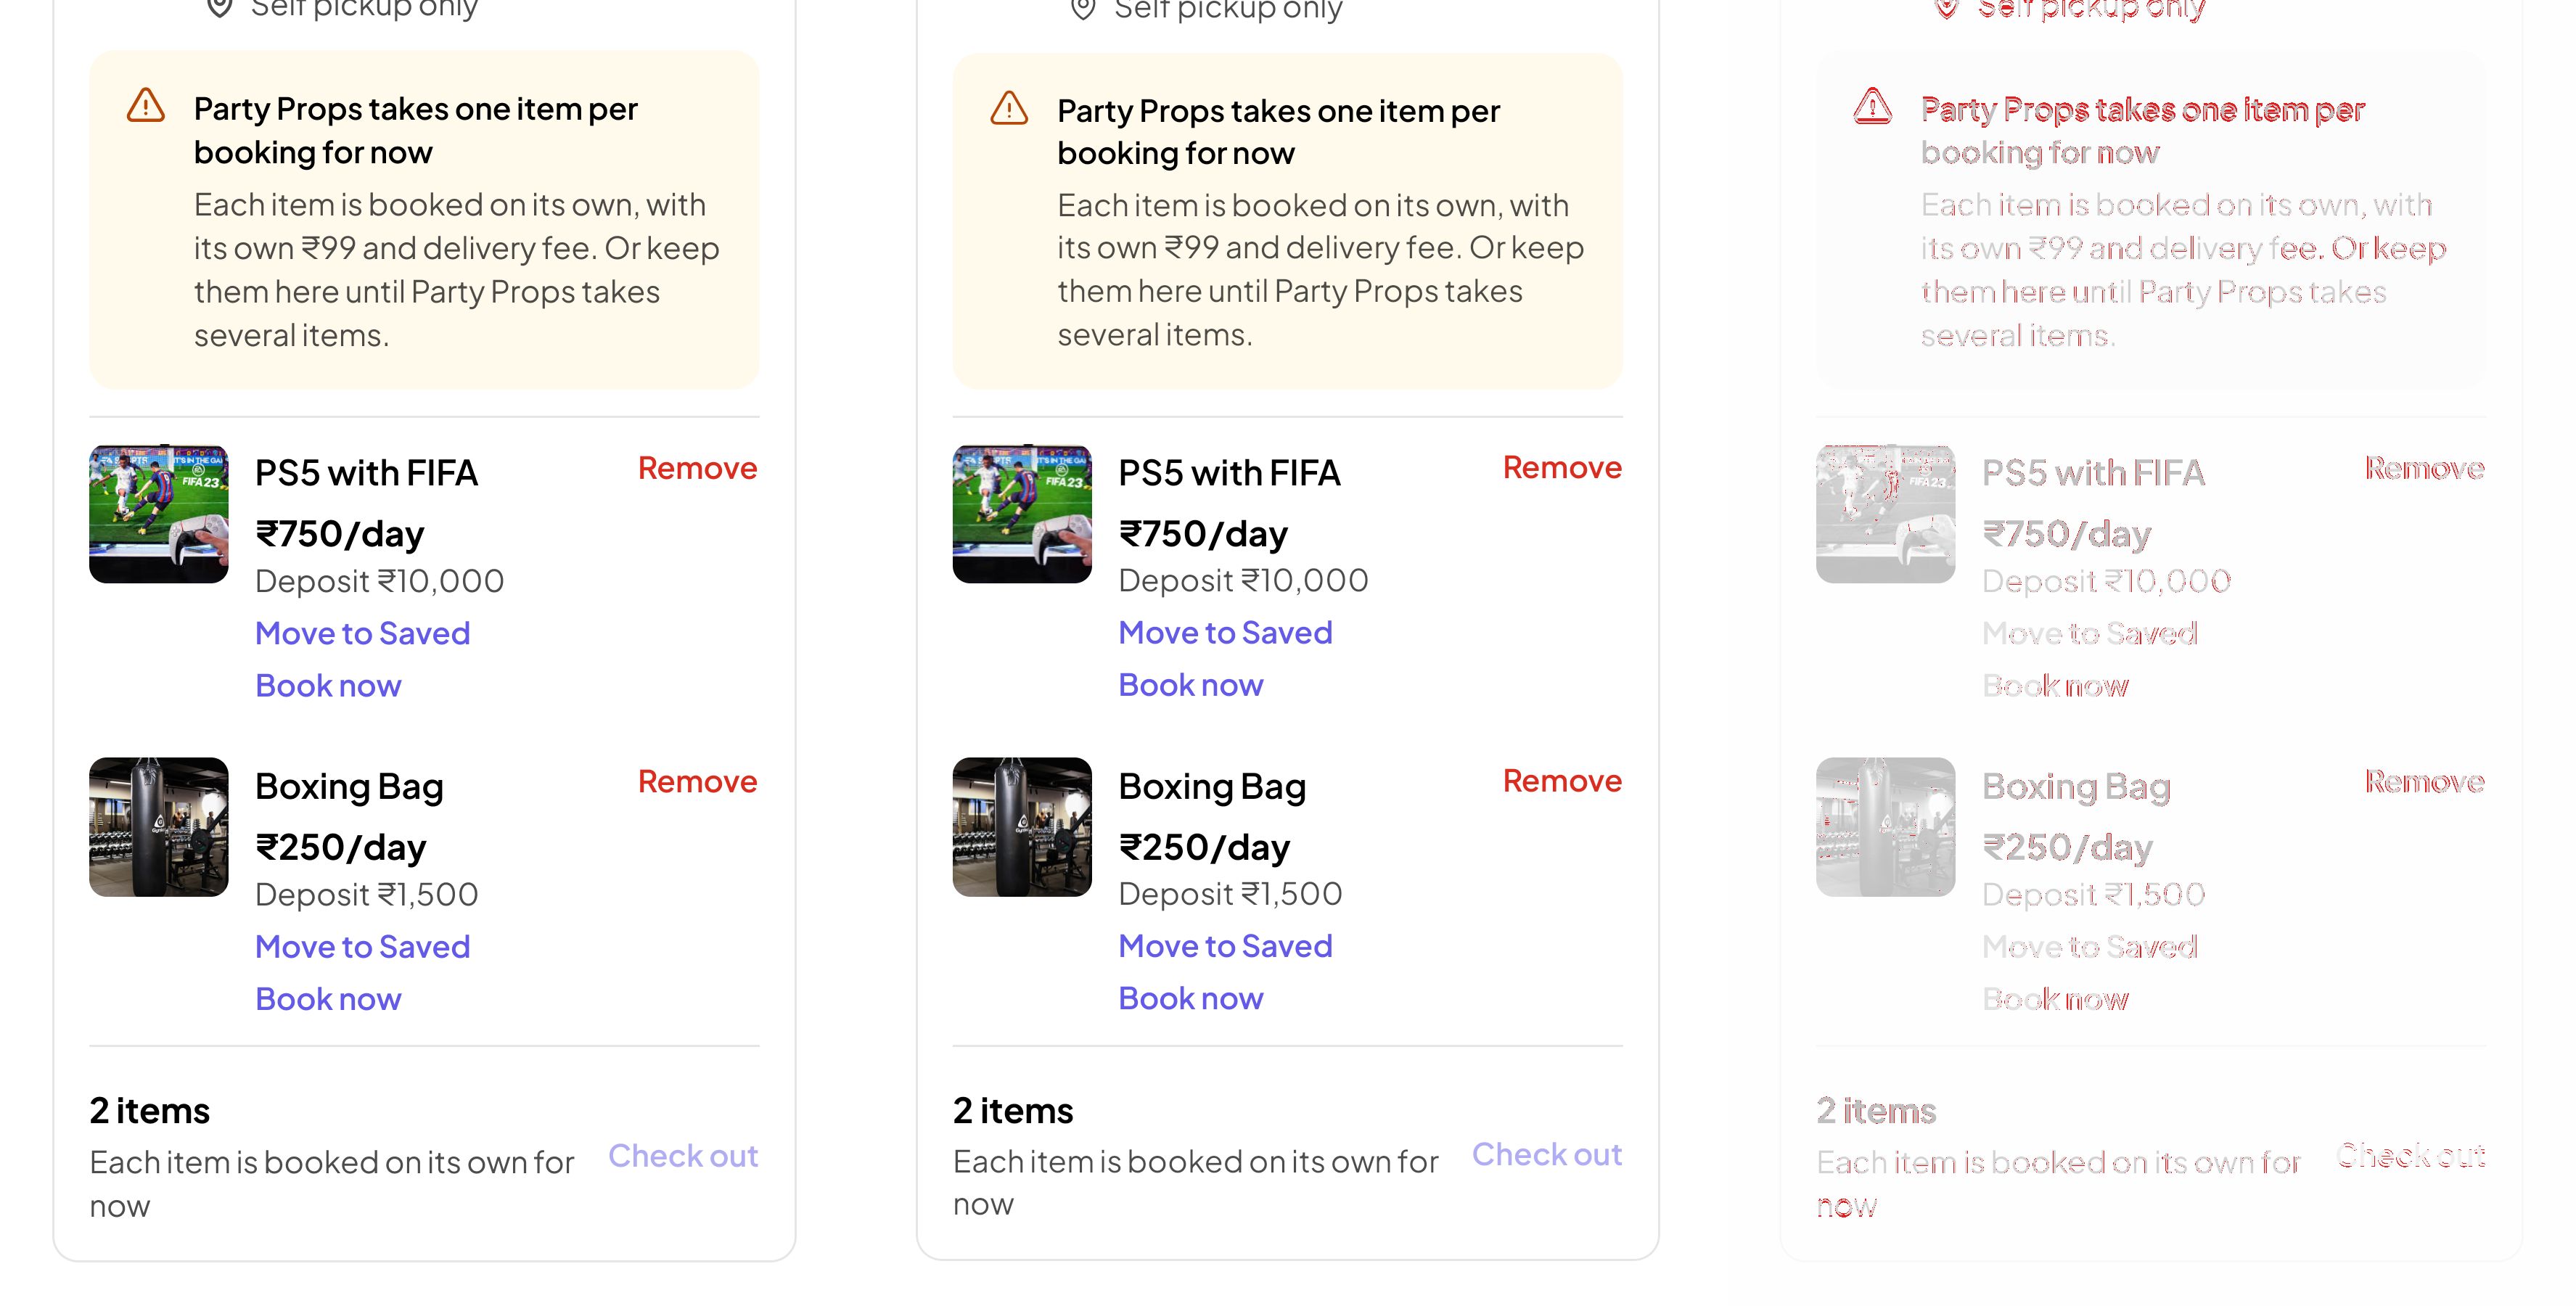 Self pickup only
Party Props takes one item per
booking for now
Each item is booked on its own, with
its own ₹99 and delivery fee. Or keep
them here until Party Props takes
several items.
FIFA 23
PS5 with FIFA
Remove
₹750/day
Deposit ₹10,000
Move to Saved
Book now
Boxing Bag
Remove
₹250/day
Deposit ₹1,500
Move to Saved
Book now
2 items
Each item is booked on its own for
now
Check out
Self pickup only
Party Props takes one item per
booking for now
Each item is booked on its own, with
its own ₹99 and delivery fee. Or keep
them here until Party Props takes
several items.
FIFA 23
PS5 with FIFA
Remove
₹750/day
Deposit ₹10,000
Move to Saved
Book now
Boxing Bag
Remove
₹250/day
Deposit ₹1,500
Move to Saved
Book now
2 items
Each item is booked on its own for
now
Check out
Self pickup only
Party Props takes one item per
booking for now
Each item is booked on its own, with
its own ₹99 and delivery fee. Or keep
them here until Party Props takes
several items.
FIFA 23
PS5 with FIFA
Remove
₹750/day
Deposit ₹10,000
Move to Saved
Book now
Boxing Bag
Remove
₹250/day
Deposit ₹1,500
Move to Saved
Book now
2 items
Each item is booked on its own for
now
Check out